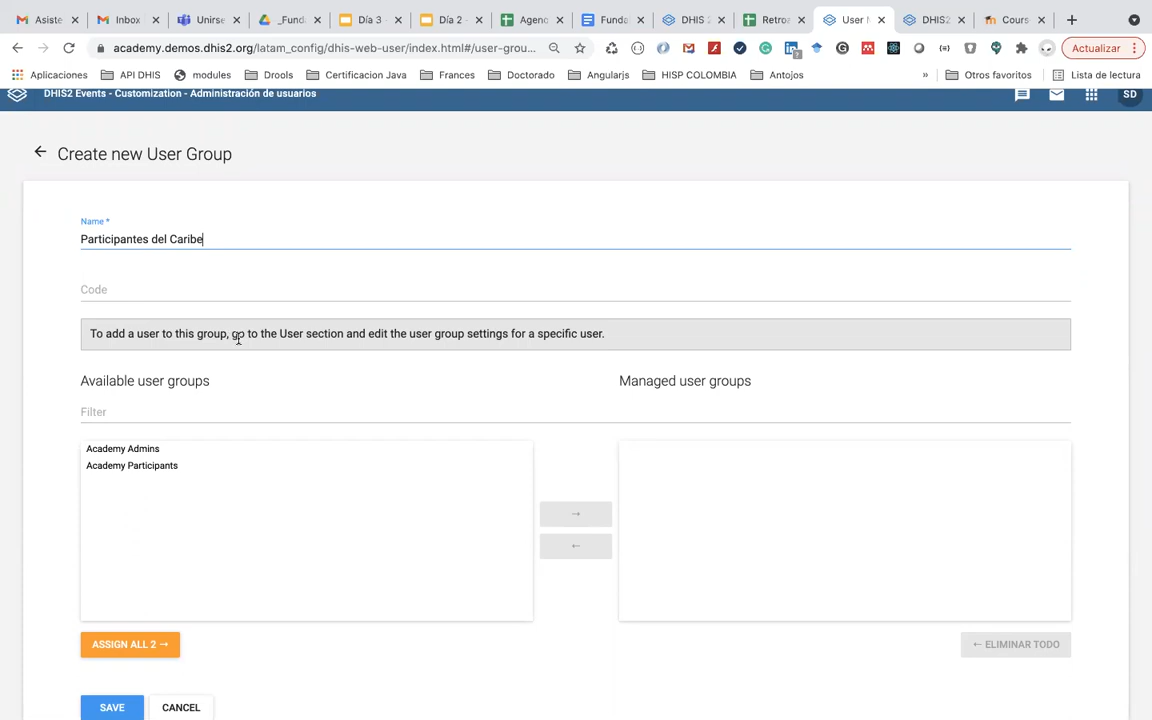 Asiste
Inbox
Unirse
_Funda
Día 3
Día 2 -
Agend
Funda
DHIS 2
Retroa
User M
DHIS2
Cours
academy.demos.dhis2.org/latam_config/dhis-web-user/index.html#/user-grou...
Actualizar
Aplicaciones
API DHIS
modules
Drools
Certificacion Java
Frances
Doctorado
Angularjs
HISP COLOMBIA
Antojos
»
Otros favoritos
Lista de lectura
DHIS2 Events - Customization - Administración de usuarios
SD
Create new User Group
Name *
Participantes del Caribe
Code
To add a user to this group, go to the User section and edit the user group settings for a specific user.
Available user groups
Managed user groups
Filter
Academy Admins
Academy Participants
→
←
ASSIGN ALL 2 →
← ELIMINAR TODO
SAVE
CANCEL